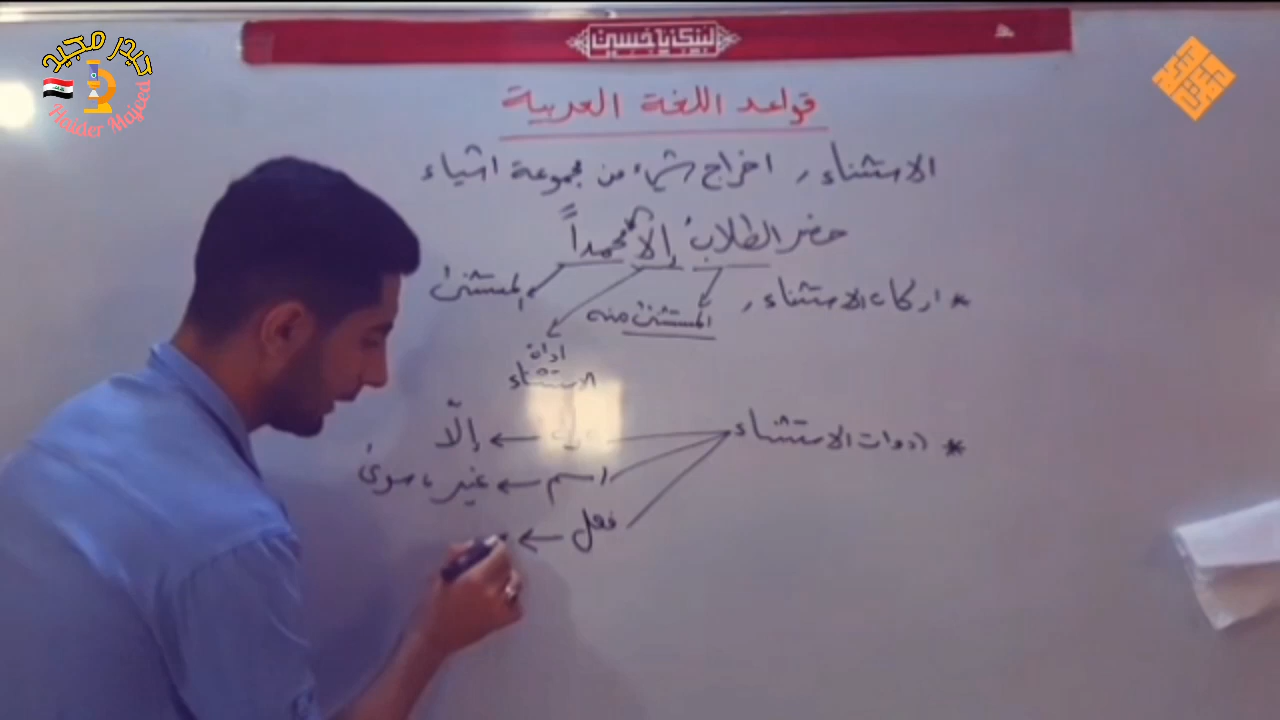 لبيك يا حسين
حيدر مجيد
Haider Majeed
قواعد اللغة العربية
الاستثناء, اخراج شيء من مجموعة اشياء
حضر الطلابُ إلا محمداً
المستثنى
* اركان الاستثناء, المستثنى منه
اداة
الاستثناء
* ادوات الاستثناء
إلّا
اسم ← غير، سوى
فعل ←